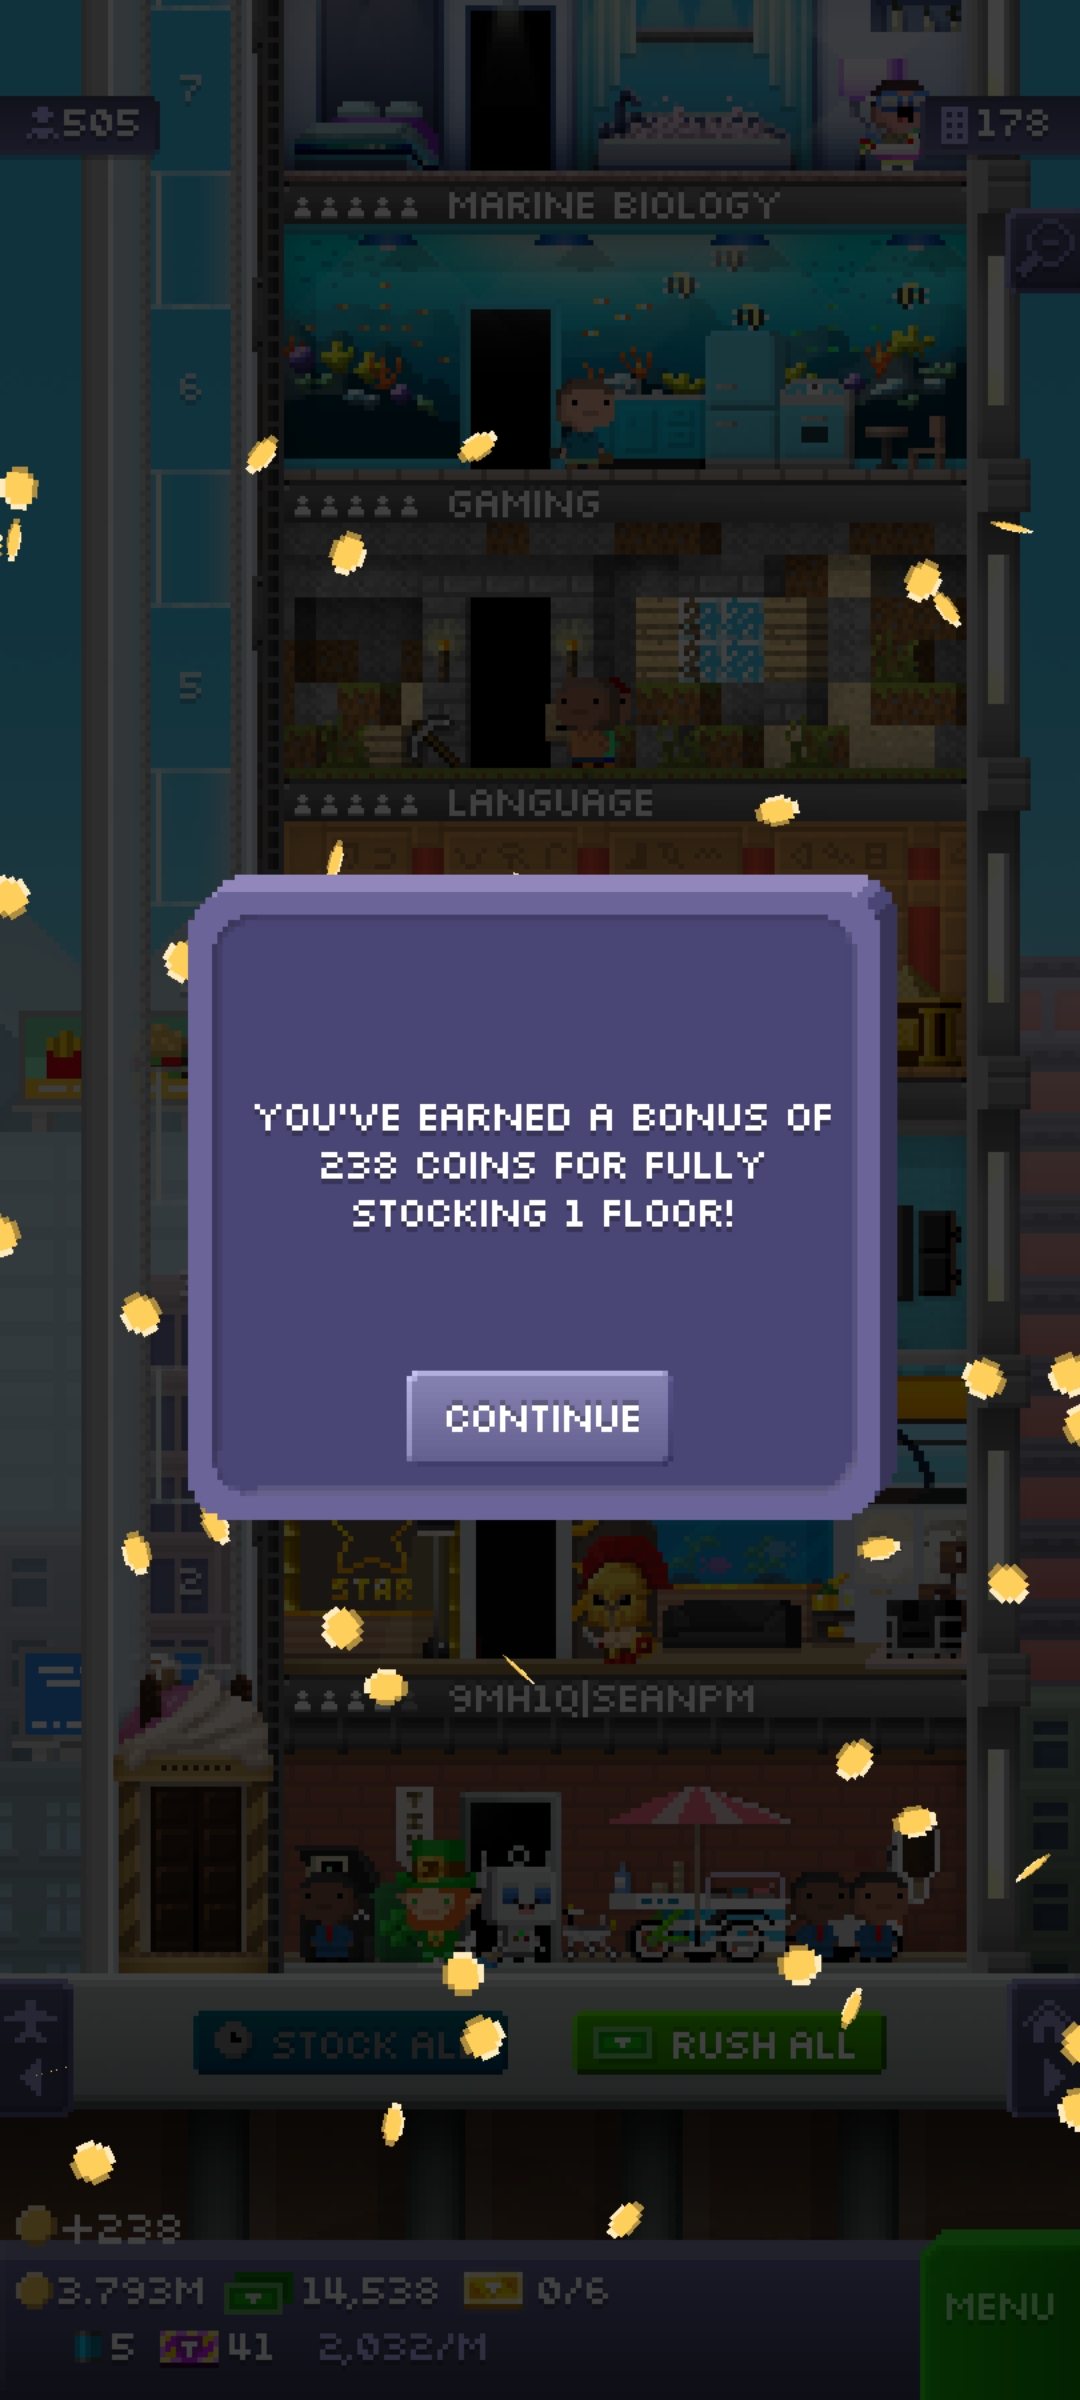 7
505
178
MARINE BIOLOGY
6
GAMING
5
LANGUAGE
YOU'VE EARNED A BONUS OF
238 COINS FOR FULLY
STOCKING 1 FLOOR!
CONTINUE
2
STAR
9MH1Q|SEANPM
STOCK ALL
RUSH ALL
+238
3.793M 14,538 0/6
5 41 2,032/M
MENU